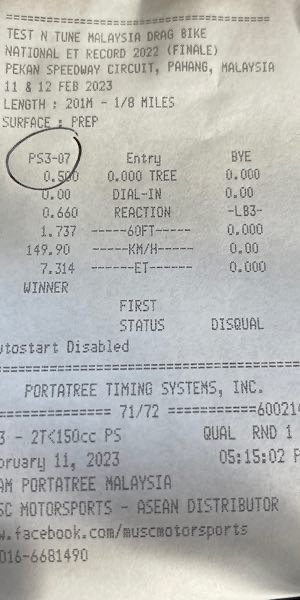 TEST N TUNE MALAYSIA DRAG BIKE
NATIONAL ET RECORD 2022 (FINALE)
PEKAN SPEEDWAY CIRCUIT, PAHANG, MALAYSIA
11 & 12 FEB 2023
LENGTH : 201M - 1/8 MILES
SURFACE : PREP
PS3-07 Entry BYE
0.500 0.000 TREE 0.000
0.00 DIAL-IN 0.00
0.660 REACTION -LB3-
1.737 -----60FT----- 0.000
149.90 -----KM/H----- 0.00
7.314 ------ET------ 0.000
WINNER
FIRST
STATUS DISQUAL
utostart Disabled
PORTATREE TIMING SYSTEMS, INC.
============= 71/72 ===========60021
3 - 2T<150cc PS QUAL RND 1
bruary 11, 2023 05:15:02 P
AM PORTATREE MALAYSIA
SC MOTORSPORTS - ASEAN DISTRIBUTOR
w.facebook.com/muscmotorsports
016-6681490